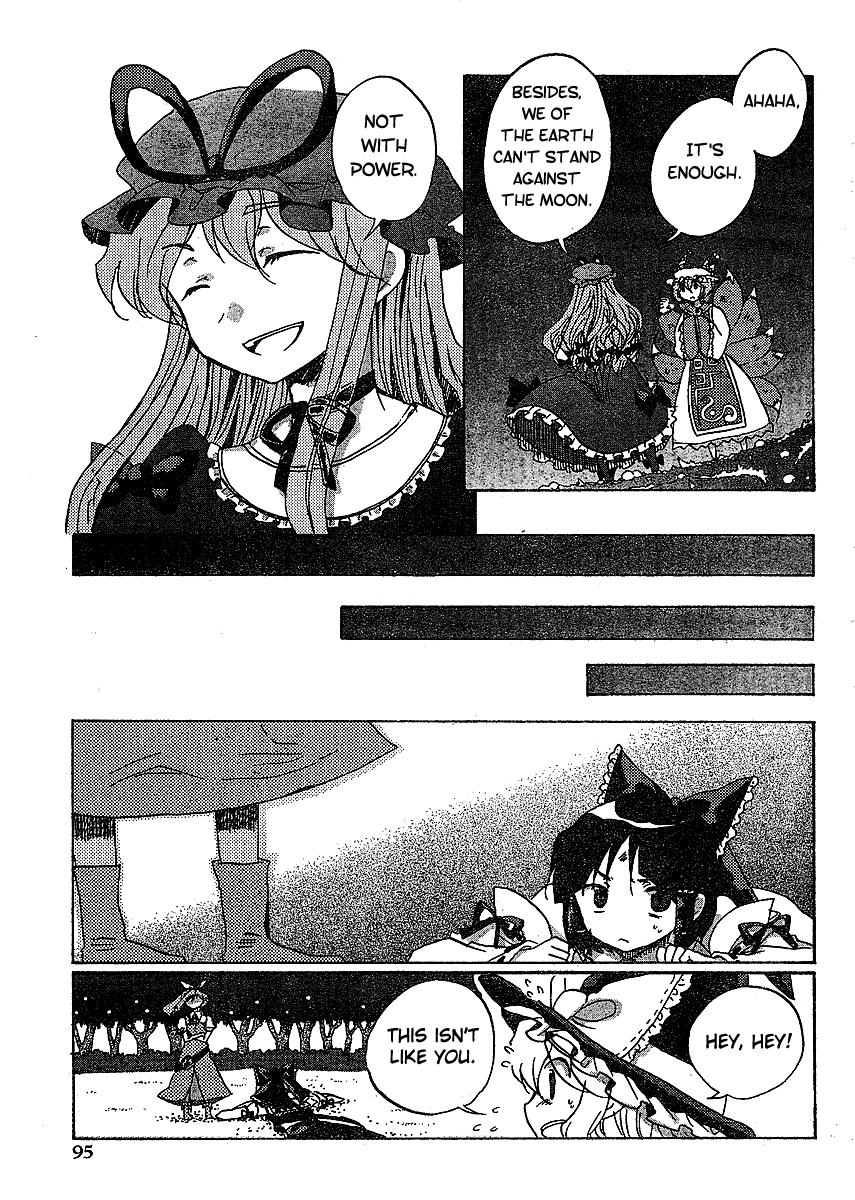 AHAHA,
IT'S
ENOUGH.
BESIDES,
WE OF
THE EARTH
CAN'T STAND
AGAINST
THE MOON.
NOT
WITH
POWER.
HEY, HEY!
THIS ISN'T
LIKE YOU.
95